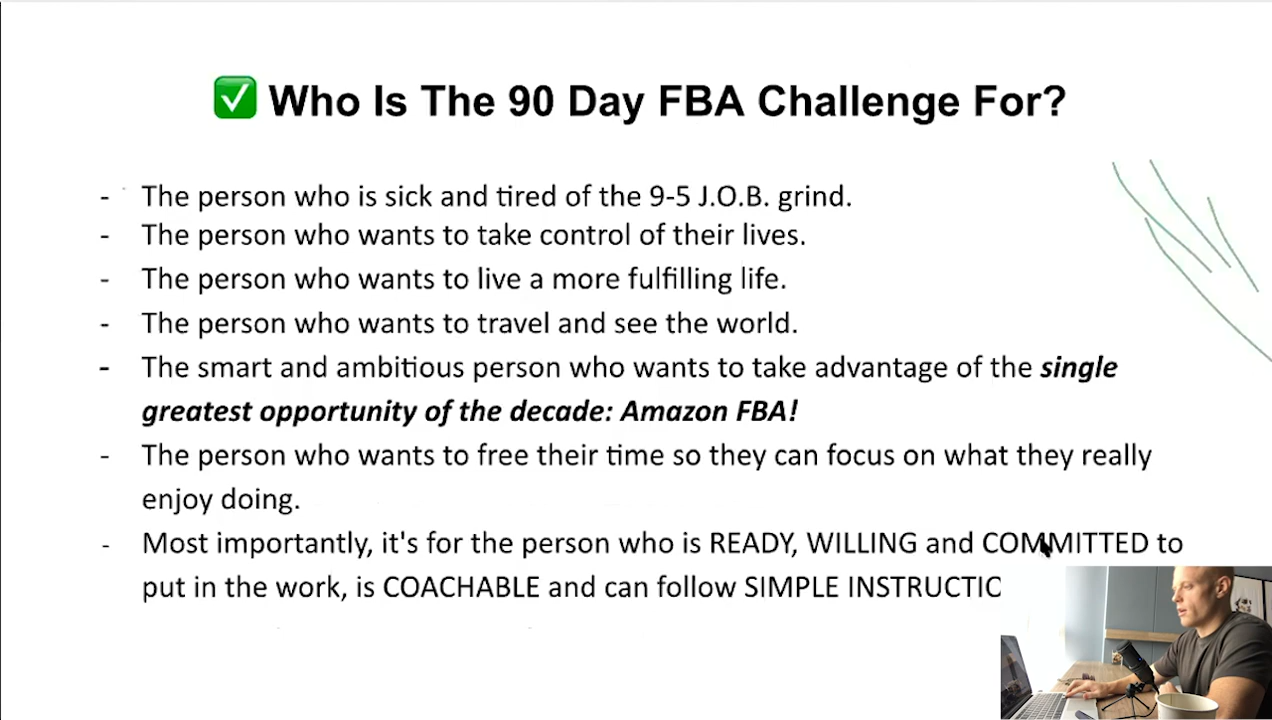 ✅ Who Is The 90 Day FBA Challenge For?
- The person who is sick and tired of the 9-5 J.O.B. grind.
- The person who wants to take control of their lives.
- The person who wants to live a more fulfilling life.
- The person who wants to travel and see the world.
- The smart and ambitious person who wants to take advantage of the single
greatest opportunity of the decade: Amazon FBA!
- The person who wants to free their time so they can focus on what they really
enjoy doing.
- Most importantly, it's for the person who is READY, WILLING and COMMITTED to
put in the work, is COACHABLE and can follow SIMPLE INSTRUCTIO